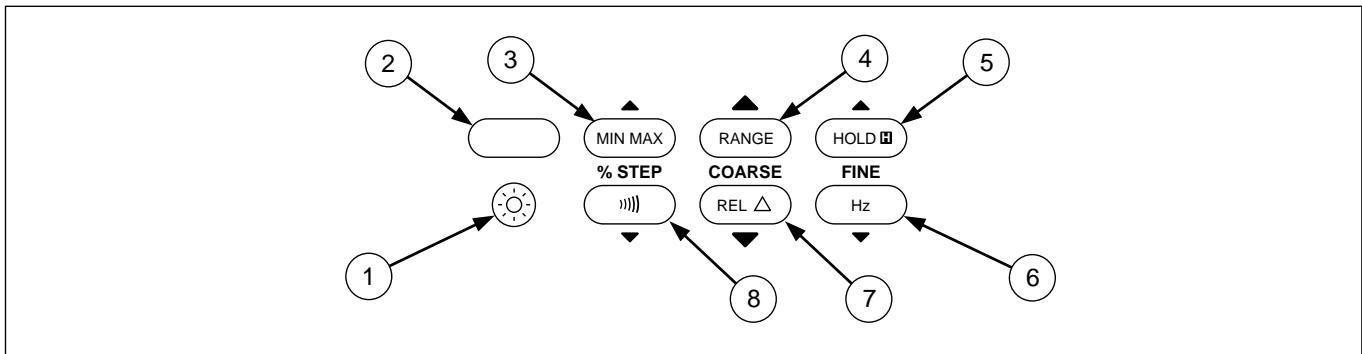 2 3 4 5
MIN MAX RANGE HOLD H
% STEP COARSE FINE
REL △ Hz
1 8 7 6